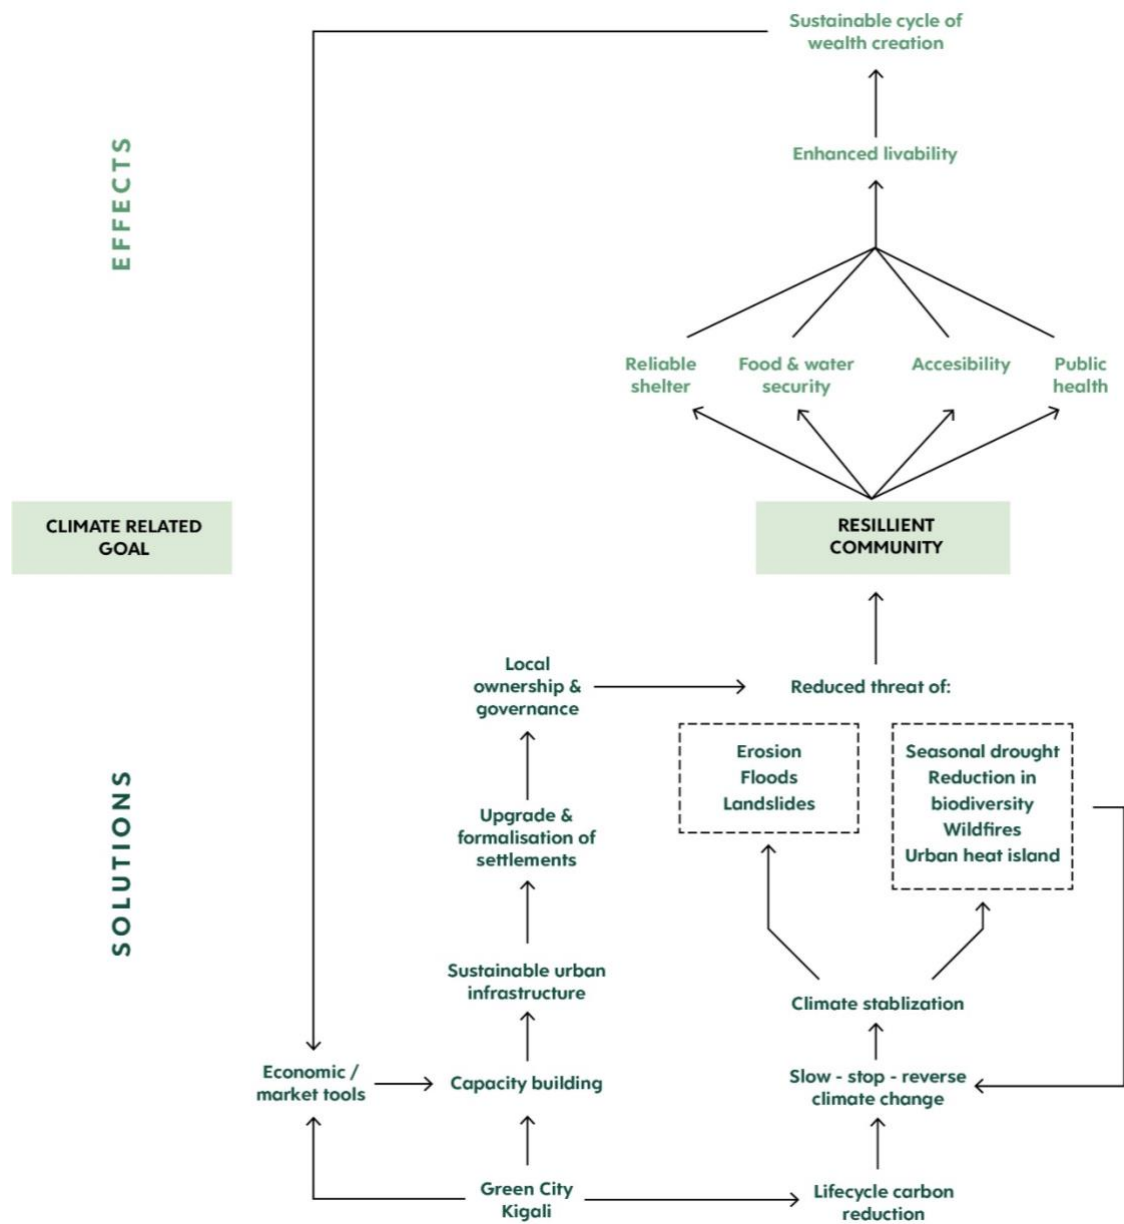 Sustainable cycle of
wealth creation
EFFECTS
Enhanced livability
Reliable
shelter
Food & water
security
Accesibility
Public
health
CLIMATE RELATED
GOAL
RESILLIENT
COMMUNITY
Local
ownership &
governance
Reduced threat of:
Erosion
Floods
Landslides
Seasonal drought
Reduction in
biodiversity
Wildfires
Urban heat island
SOLUTIONS
Upgrade &
formalisation of
settlements
Sustainable urban
infrastructure
Climate stablization
Economic /
market tools
Capacity building
Slow - stop - reverse
climate change
Green City
Kigali
Lifecycle carbon
reduction